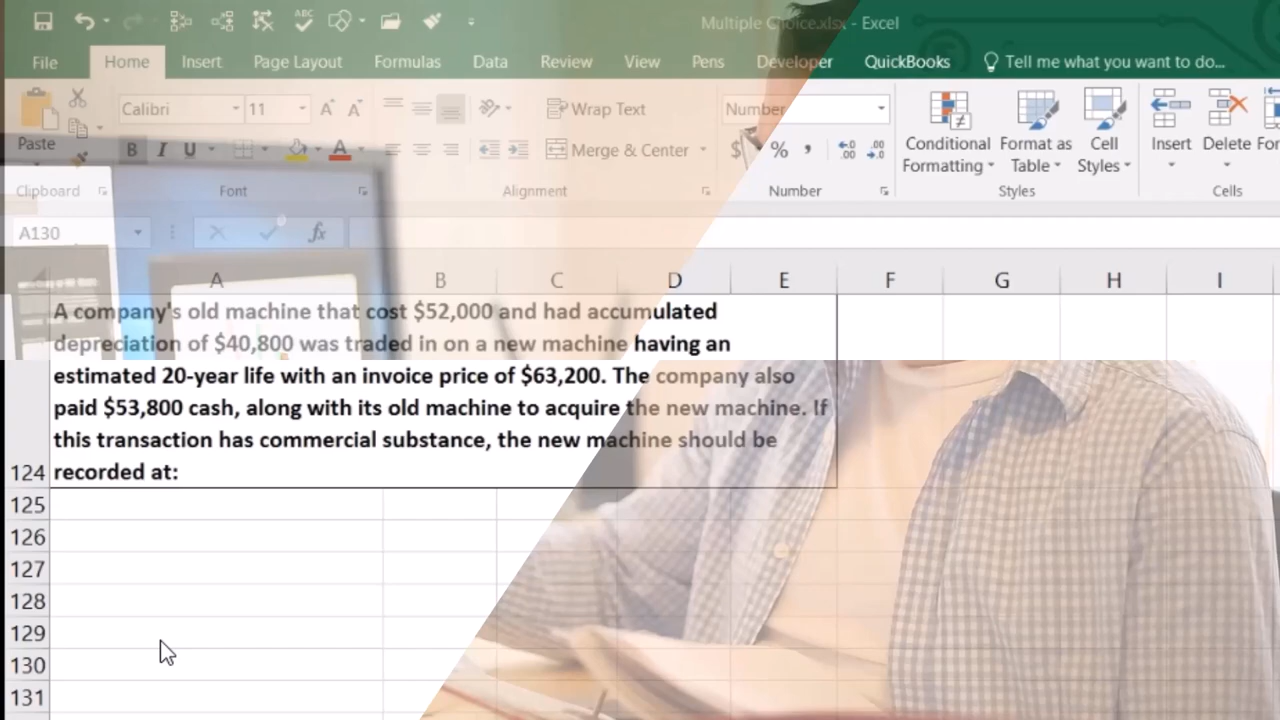 Multiple Choice.xlsx - Excel
File Home Insert Page Layout Formulas Data Review View Pens Developer QuickBooks Tell me what you want to do...
Calibri 11 Wrap Text Number
Paste B I U Merge & Center $ % Conditional Formatting Format as Table Cell Styles Insert Delete
Clipboard Font Alignment Number Styles Cells
A130 fx
A B C D E F G H I
A company's old machine that cost $52,000 and had accumulated
depreciation of $40,800 was traded in on a new machine having an
estimated 20-year life with an invoice price of $63,200. The company also
paid $53,800 cash, along with its old machine to acquire the new machine. If
this transaction has commercial substance, the new machine should be
124 recorded at:
125
126
127
128
129
130
131